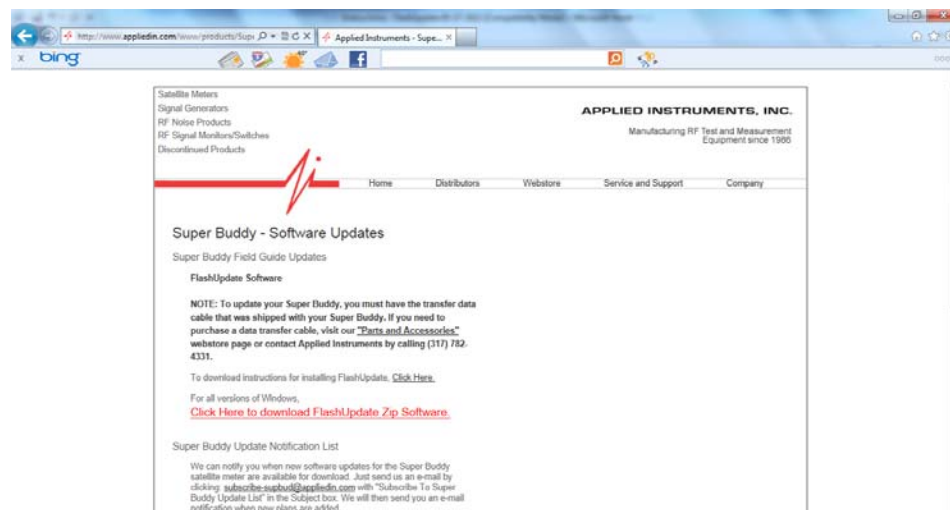 http://www.appliedin.com/www/products/Supe
Applied Instruments - Supe...
x bing
Satellite Meters
Signal Generators
RF Noise Products
RF Signal Monitors/Switches
Discontinued Products
APPLIED INSTRUMENTS, INC.
Manufacturing RF Test and Measurement
Equipment since 1986
Home Distributors Webstore Service and Support Company
Super Buddy - Software Updates
Super Buddy Field Guide Updates
FlashUpdate Software
NOTE: To update your Super Buddy, you must have the transfer data
cable that was shipped with your Super Buddy. If you need to
purchase a data transfer cable, visit our "Parts and Accessories"
webstore page or contact Applied Instruments by calling (317) 782-
4331.
To download instructions for installing FlashUpdate, Click Here.
For all versions of Windows,
Click Here to download FlashUpdate Zip Software.
Super Buddy Update Notification List
We can notify you when new software updates for the Super Buddy
satellite meter are available for download. Just send us an e-mail by
clicking: subscribe-supbud@appliedin.com with "Subscribe To Super
Buddy Update List" in the Subject box. We will then send you an e-mail
notification when new plans are added.